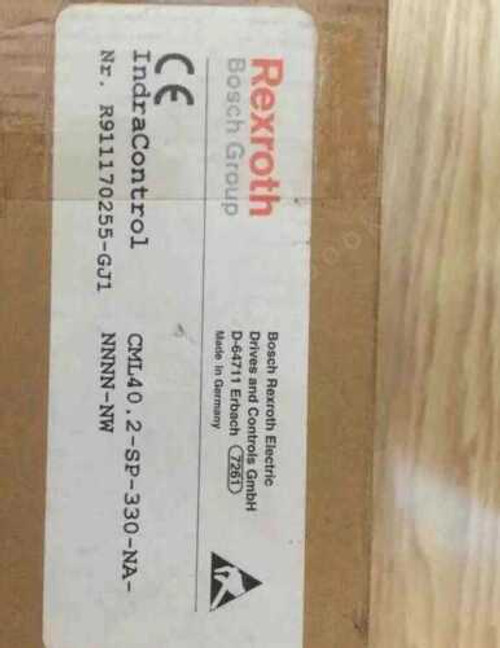 Rexroth
Bosch Group
Bosch Rexroth Electric
Drives and Controls GmbH
D-64711 Erbach 7261
Made in Germany
CE
IndraControl CML40.2-SP-330-NA-
Nr. R911170255-GJ1 NNNN-NW